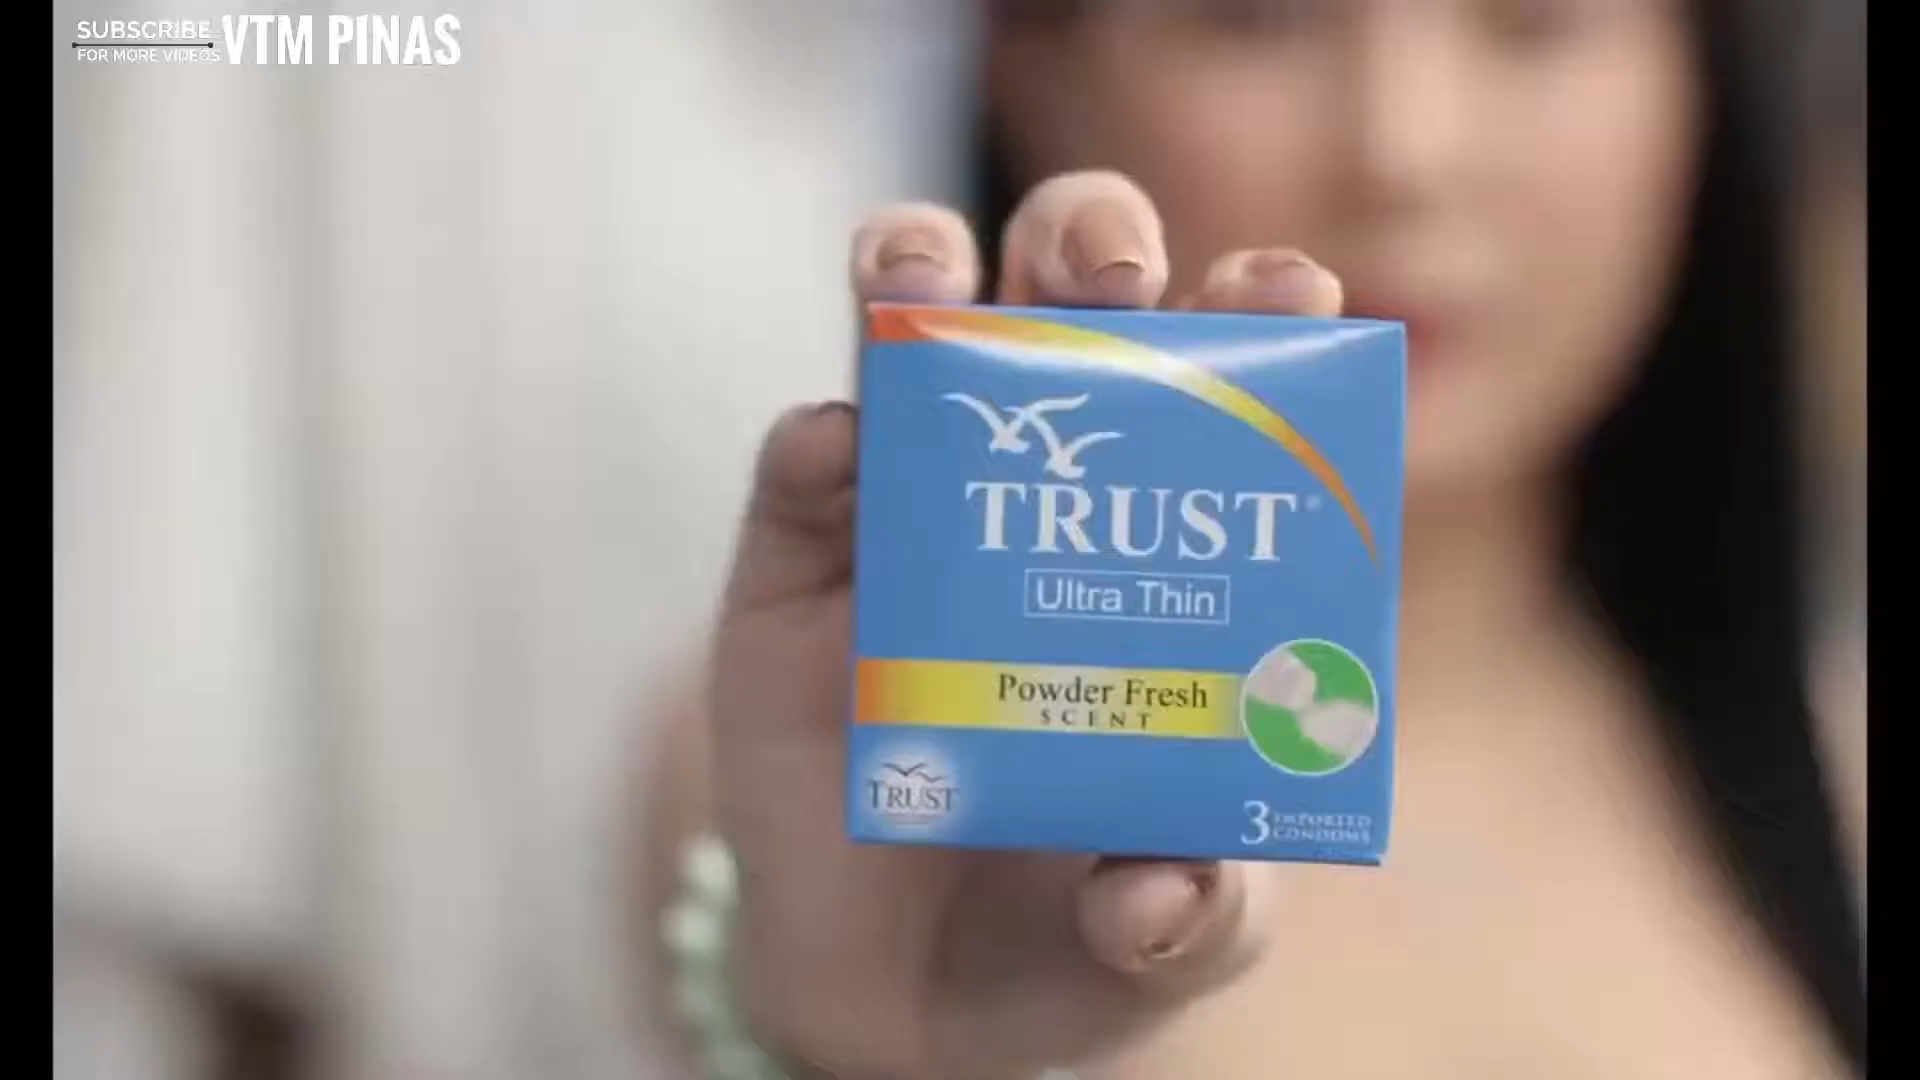 SUBSCRIBE
FOR MORE VIDEOS
VTM PINAS
TRUST®
Ultra Thin
Powder Fresh
SCENT
TRUST
3 IMPORTED
CONDOMS